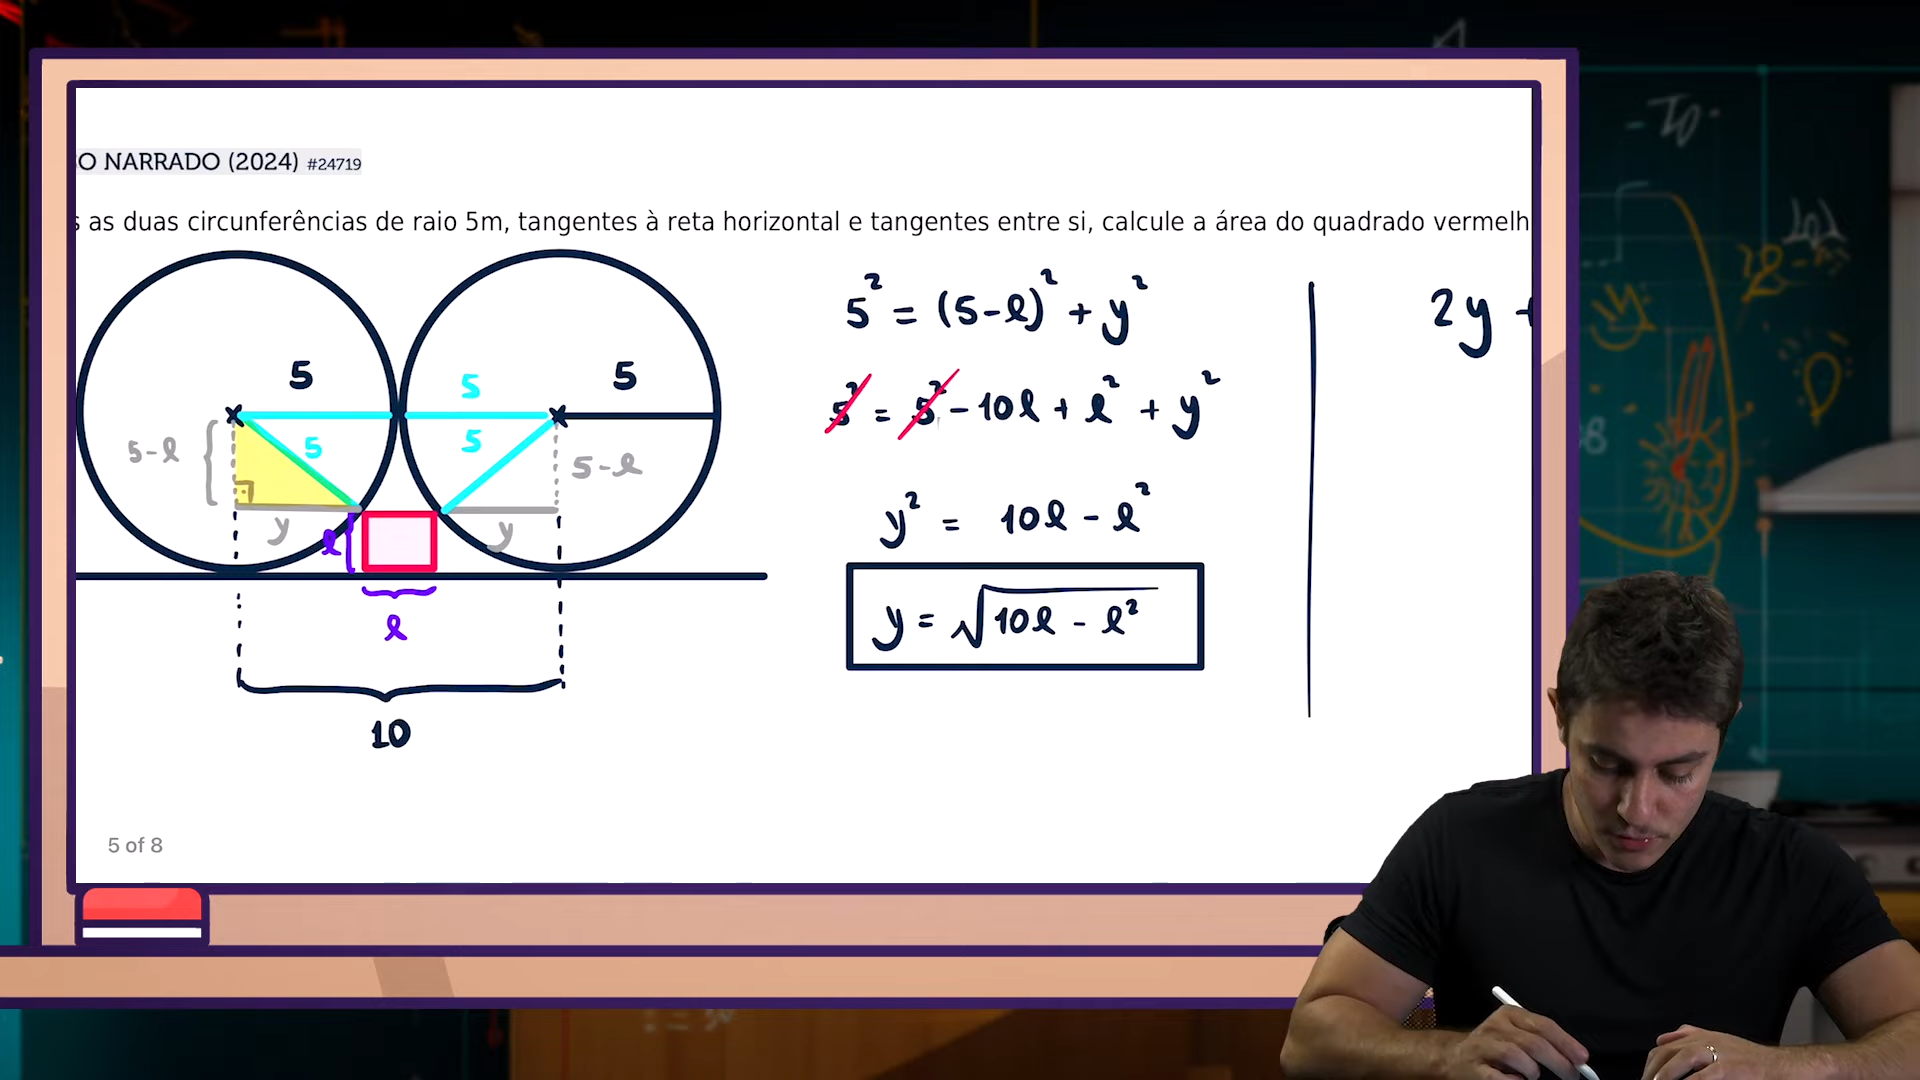 O NARRADO (2024) #24719
s as duas circunferências de raio 5m, tangentes à reta horizontal e tangentes entre si, calcule a área do quadrado vermelh
5
5
5
5
5
5-l
5-l
y
y
l
l
10
5² = (5-l)² + y²
5² = 5² - 10l + l² + y²
y² = 10l - l²
y = √10l - l²
2y +
5 of 8